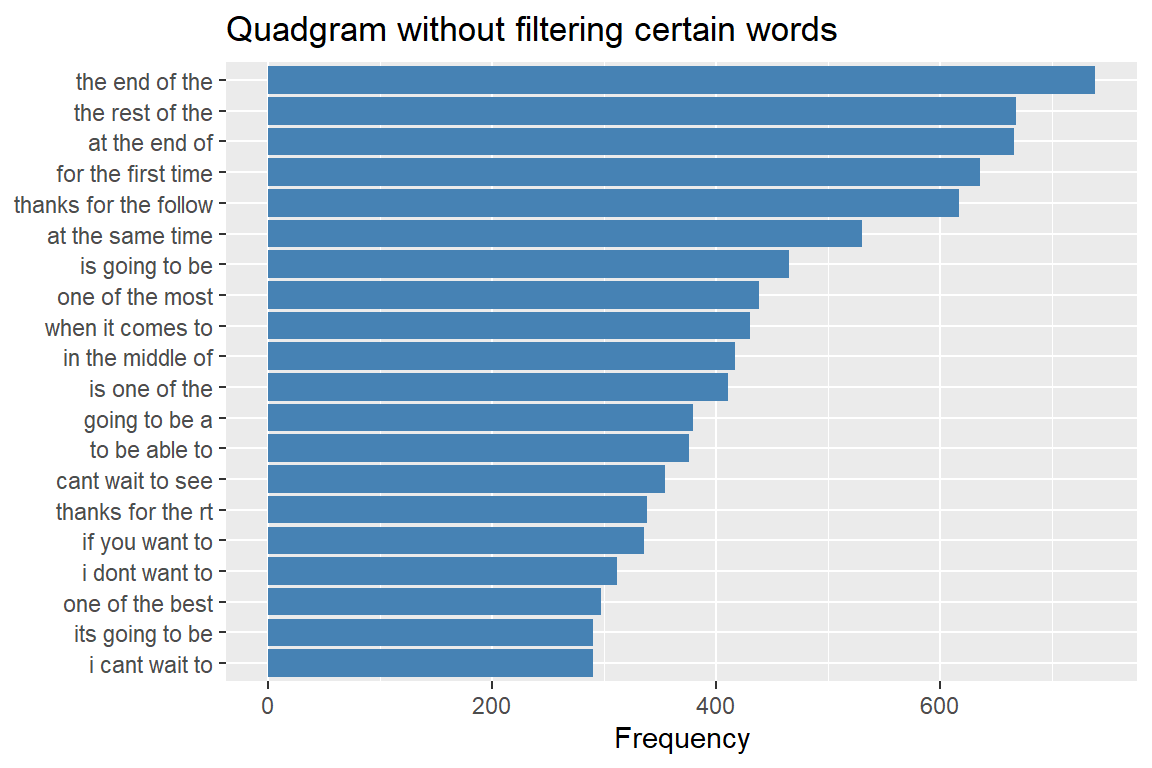 Quadgram without filtering certain words
the end of the
the rest of the
at the end of
for the first time
thanks for the follow
at the same time
is going to be
one of the most
when it comes to
in the middle of
is one of the
going to be a
to be able to
cant wait to see
thanks for the rt
if you want to
i dont want to
one of the best
its going to be
i cant wait to
0 200 400 600
Frequency